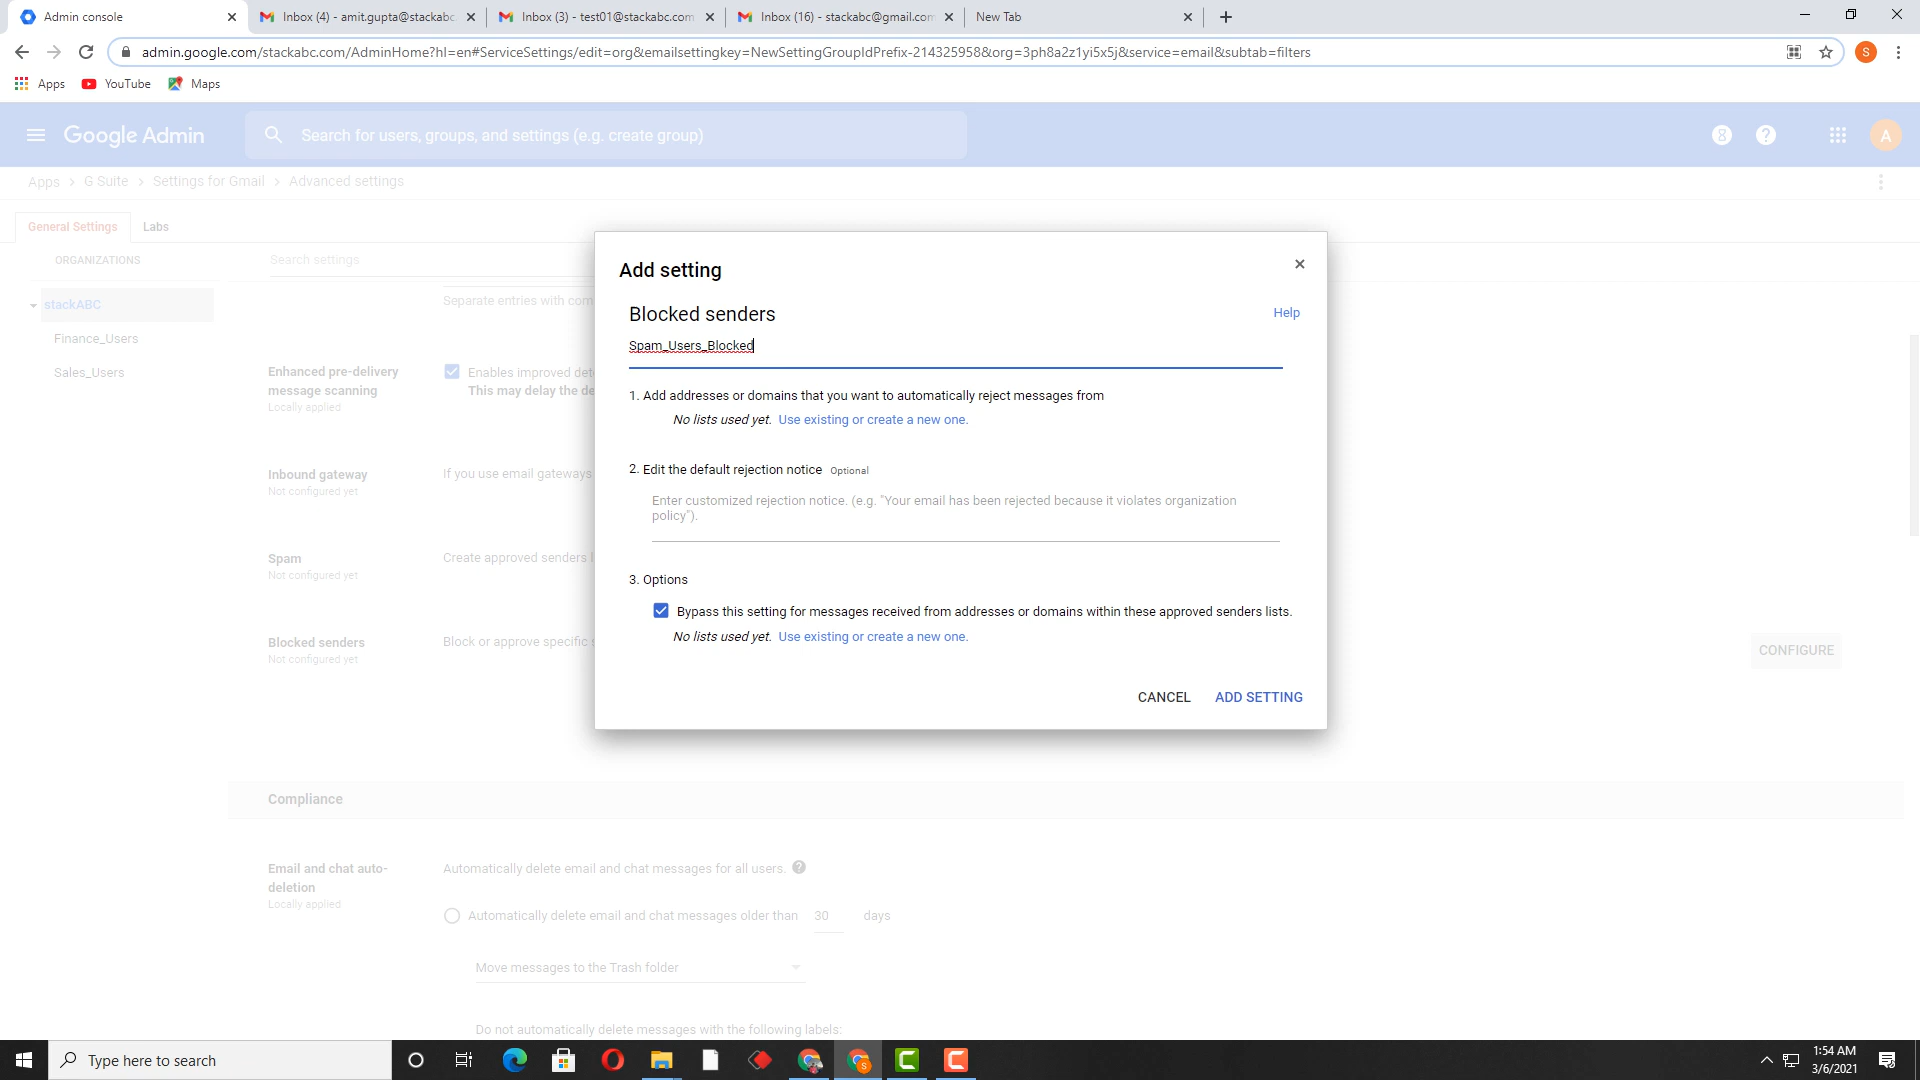 Admin console
Inbox (4) - amit.gupta@stackabc.
Inbox (3) - test01@stackabc.com
Inbox (16) - stackabc@gmail.com
New Tab
admin.google.com/stackabc.com/AdminHome?hl=en#ServiceSettings/edit=org&emailsettingkey=NewSettingGroupIdPrefix-214325958&org=3ph8a2z1yi5x5j&service=email&subtab=filters
S
Apps
YouTube
Maps
Google Admin
Search for users, groups, and settings (e.g. create group)
8
?
A
Apps > G Suite > Settings for Gmail > Advanced settings
General Settings
Labs
ORGANIZATIONS
Search settings
stackABC
Finance_Users
Sales_Users
Separate entries with com
Enhanced pre-delivery
message scanning
Locally applied
Enables improved det
This may delay the de
Inbound gateway
Not configured yet
If you use email gateways
Spam
Not configured yet
Create approved senders l
Blocked senders
Not configured yet
Block or approve specific s
CONFIGURE
Add setting
Blocked senders
Help
Spam_Users_Blocked
1. Add addresses or domains that you want to automatically reject messages from
No lists used yet. Use existing or create a new one.
2. Edit the default rejection notice Optional
Enter customized rejection notice. (e.g. "Your email has been rejected because it violates organization
policy").
3. Options
Bypass this setting for messages received from addresses or domains within these approved senders lists.
No lists used yet. Use existing or create a new one.
CANCEL
ADD SETTING
Compliance
Email and chat auto-
deletion
Locally applied
Automatically delete email and chat messages for all users. ?
Automatically delete email and chat messages older than 30 days
Move messages to the Trash folder
Do not automatically delete messages with the following labels:
Type here to search
1:54 AM
3/6/2021